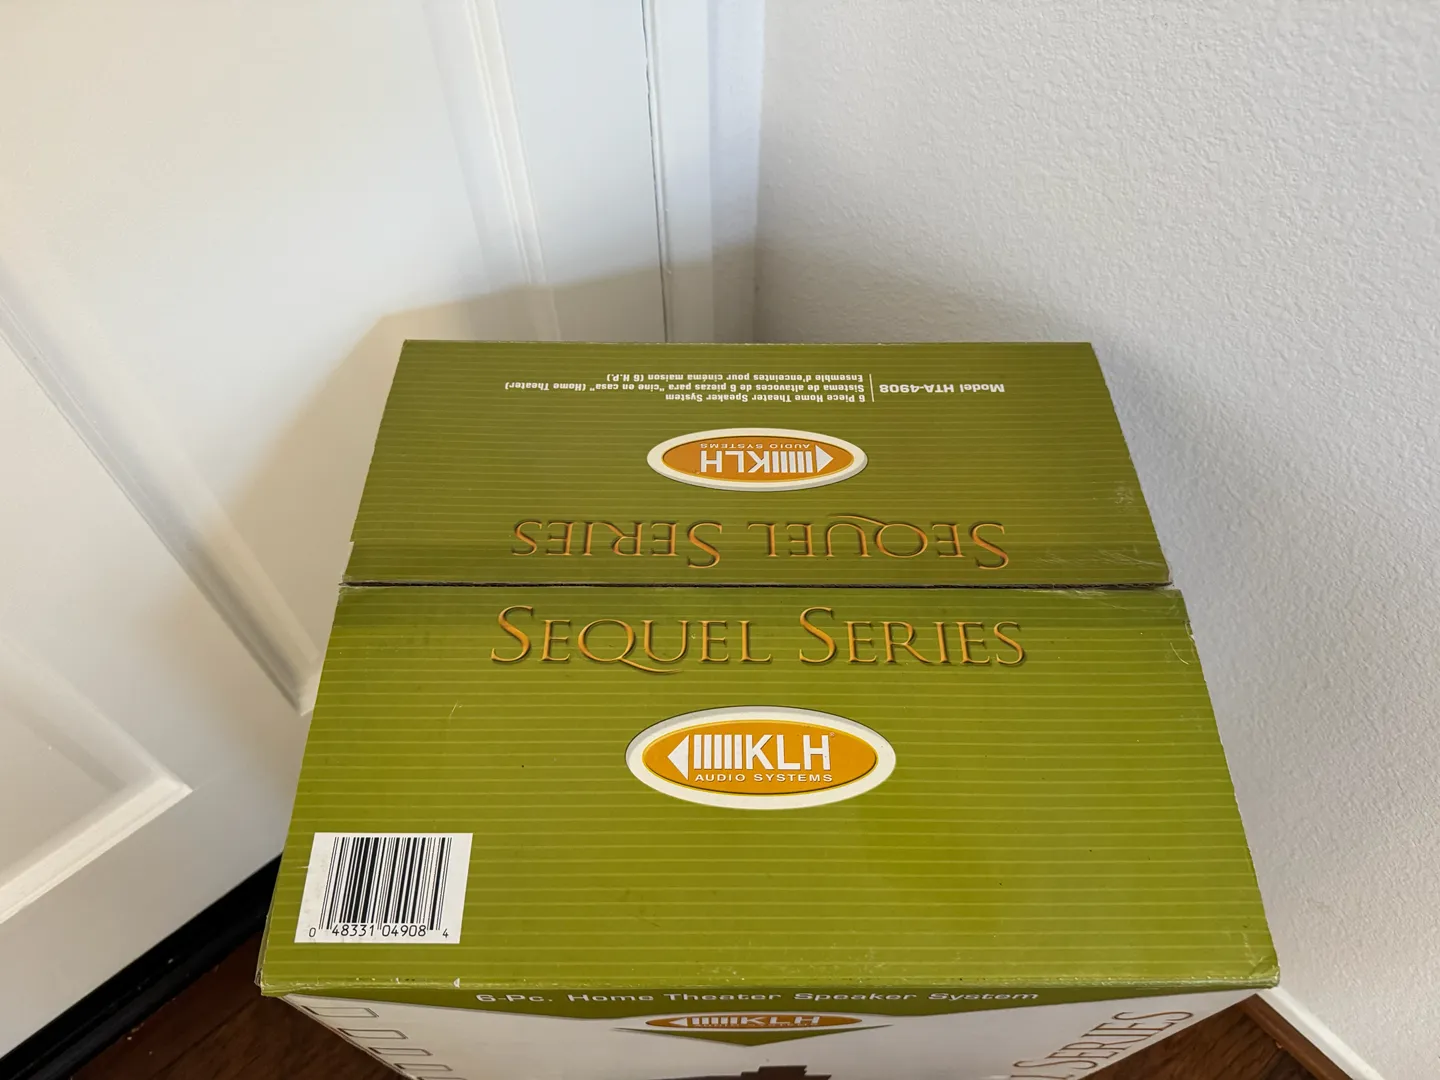 Model HTA-4908
6 Piece Home Theater Speaker System
Sistema de altavoces de 6 piezas para "cine en casa" (Home Theater)
Ensemble d'enceintes pour cinéma maison (6 H.P.)
KLH
AUDIO SYSTEMS
SEQUEL SERIES
SEQUEL SERIES
KLH
AUDIO SYSTEMS
0 48331 04908 4
6-Pc. Home Theater Speaker System
KLH
SERIES